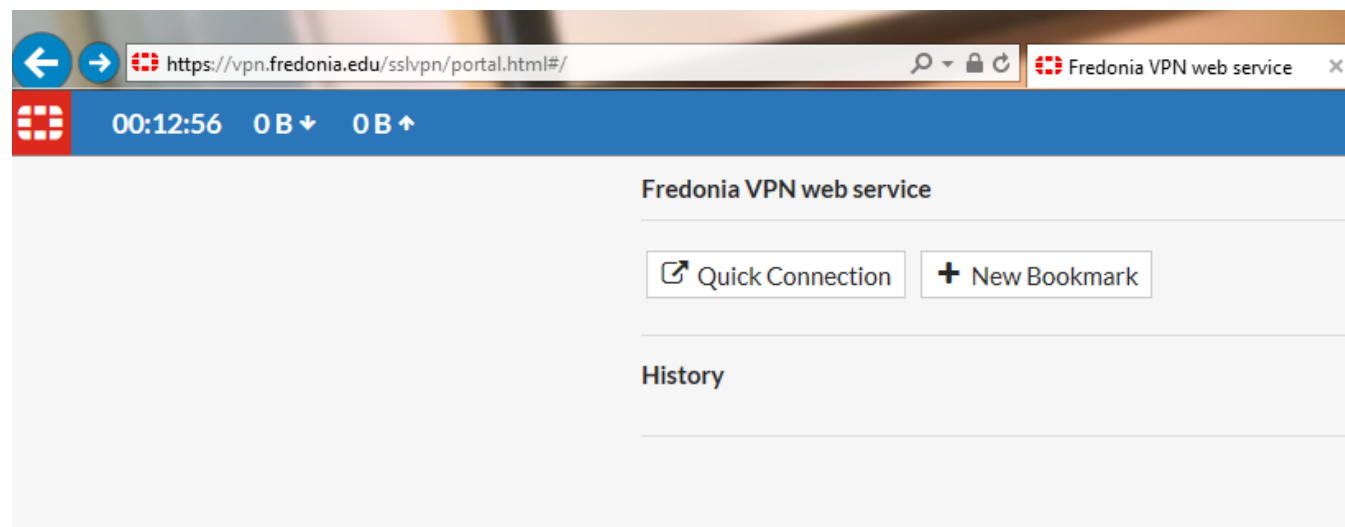 https://vpn.fredonia.edu/sslvpn/portal.html#/
Fredonia VPN web service
00:12:56 0 B 0 B
Fredonia VPN web service
Quick Connection
New Bookmark
History